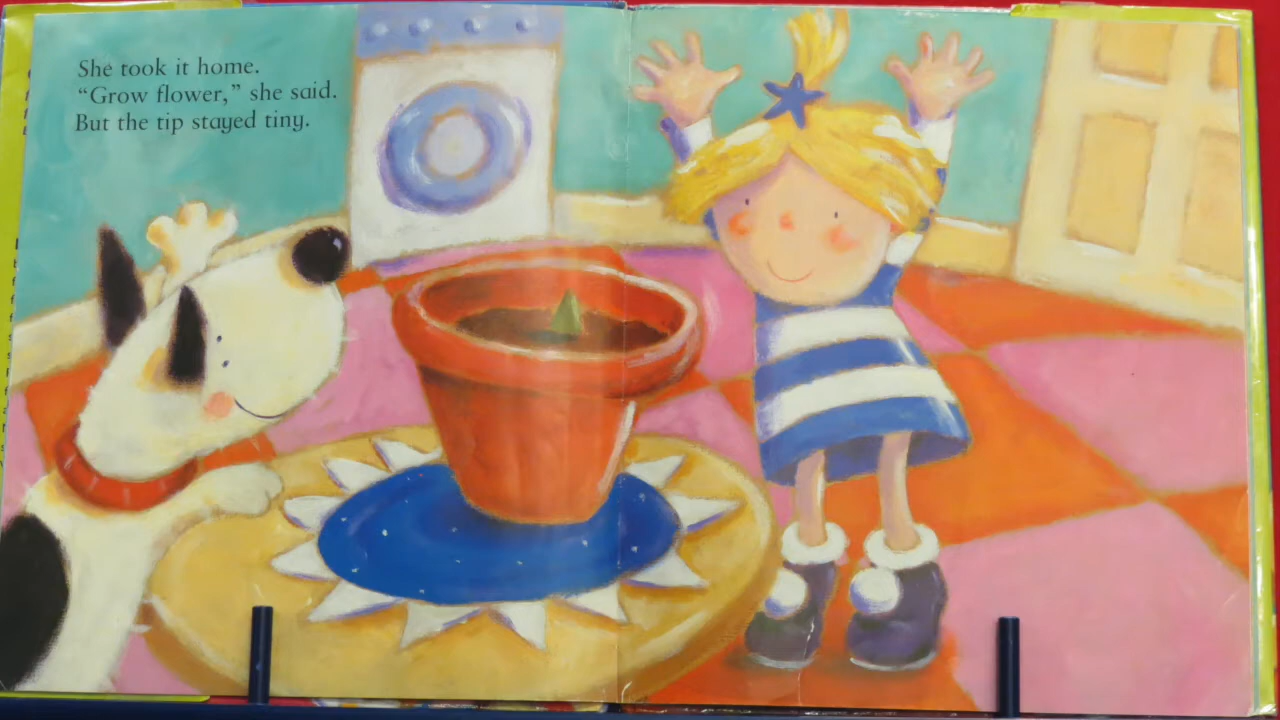 She took it home.
“Grow flower,” she said.
But the tip stayed tiny.